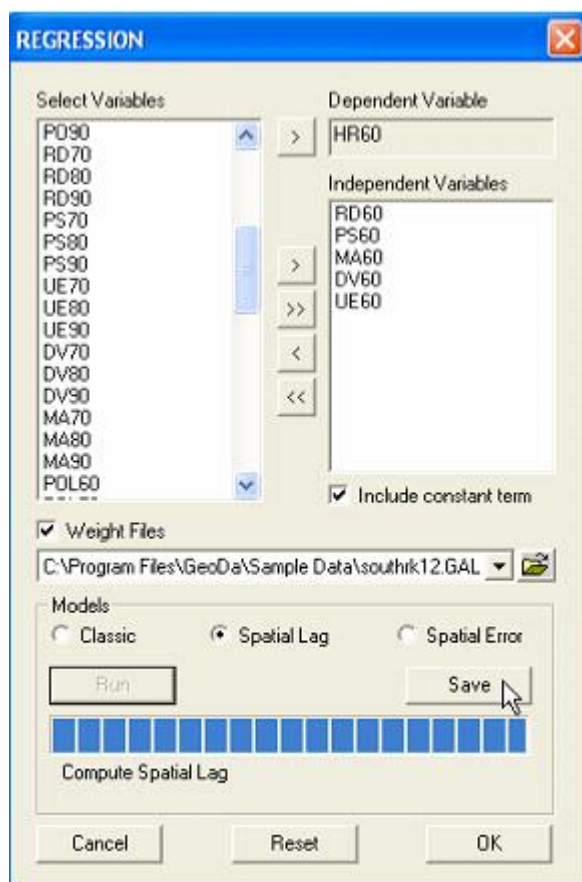 REGRESSION
Select Variables
PO90
RD70
RD80
RD90
PS70
PS80
PS90
UE70
UE80
UE90
DV70
DV80
DV90
MA70
MA80
MA90
POL60
>
>
>>
<
<<
Dependent Variable
HR60
Independent Variables
RD60
PS60
MA60
DV60
UE60
Include constant term
Weight Files
C:\Program Files\GeoDa\Sample Data\southrk12.GAL
Models
Classic Spatial Lag Spatial Error
Run Save
Compute Spatial Lag
Cancel Reset OK